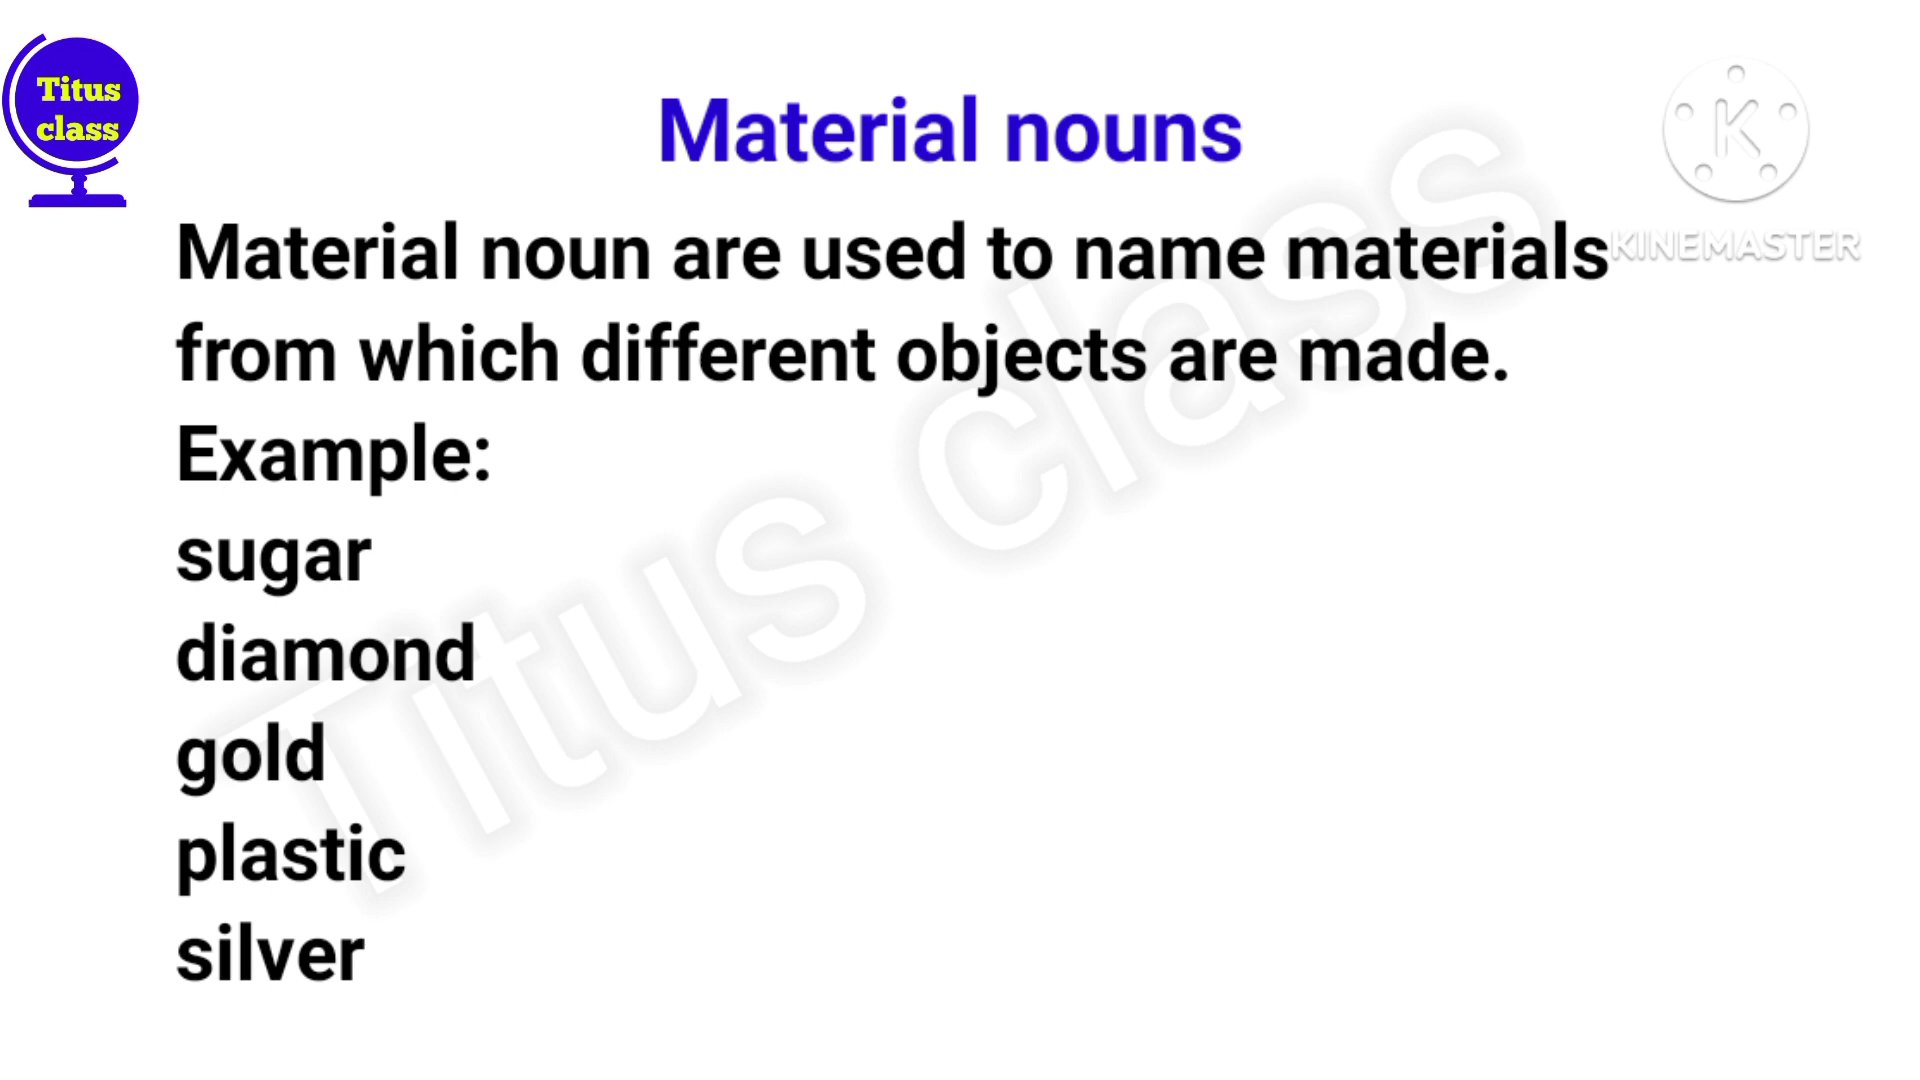 Titus
class
Material nouns
Material noun are used to name materials
KINEMASTER
from which different objects are made.
Example:
sugar
diamond
gold
plastic
silver
Titus class